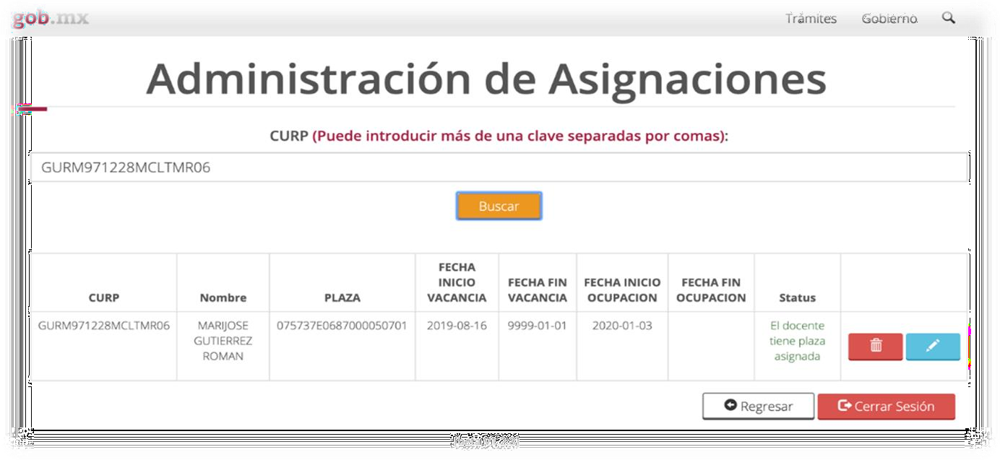 gob.mx Trámites Gobierno
Administración de Asignaciones
CURP (Puede introducir más de una clave separadas por comas):
GURM971228MCLTMR06
Buscar
CURP Nombre PLAZA FECHA INICIO VACANCIA FECHA FIN VACANCIA FECHA INICIO OCUPACION FECHA FIN OCUPACION Status
GURM971228MCLTMR06 MARIJOSE GUTIERREZ ROMAN 075737E0687000050701 2019-08-16 9999-01-01 2020-01-03 El docente tiene plaza asignada
Regresar Cerrar Sesión